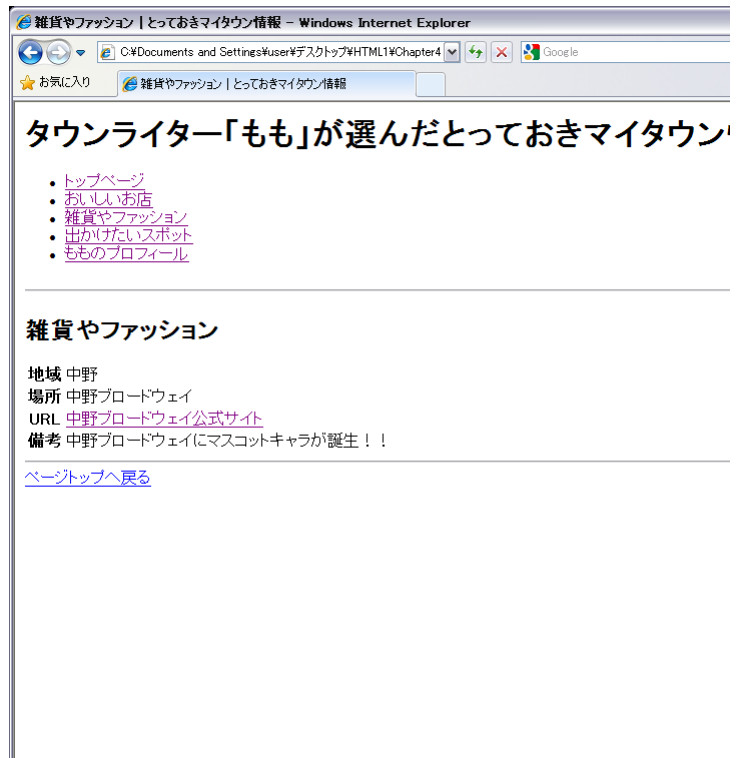 雑貨やファッション | とっておきマイタウン情報 - Windows Internet Explorer
C:¥Documents and Settings¥user¥デスクトップ¥HTML1¥Chapter4
Google
お気に入り
雑貨やファッション | とっておきマイタウン情報
タウンライター「もも」が選んだとっておきマイタウン
トップページ
おいしいお店
雑貨やファッション
出かけたいスポット
もものプロフィール
雑貨やファッション
地域 中野
場所 中野ブロードウェイ
URL 中野ブロードウェイ公式サイト
備考 中野ブロードウェイにマスコットキャラが誕生！！
ページトップへ戻る